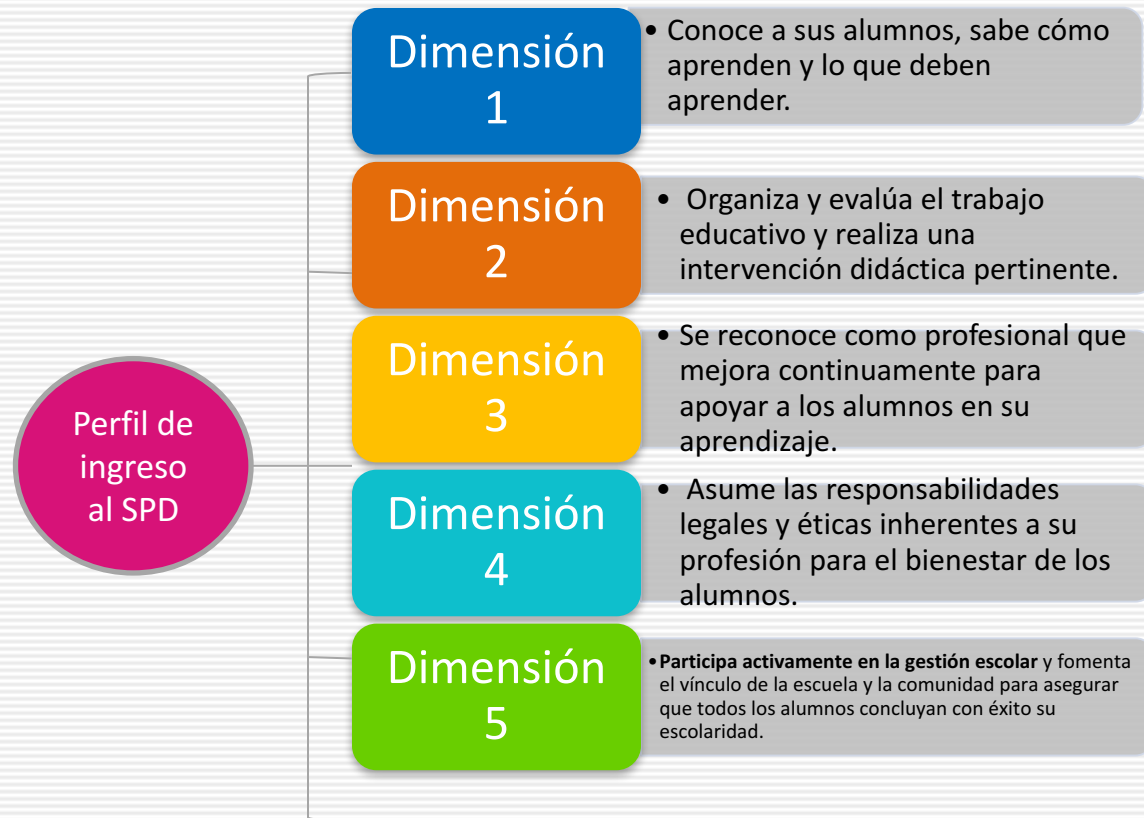 Perfil de
ingreso
al SPD
Dimensión
1
• Conoce a sus alumnos, sabe cómo
aprenden y lo que deben
aprender.
Dimensión
2
• Organiza y evalúa el trabajo
educativo y realiza una
intervención didáctica pertinente.
Dimensión
3
• Se reconoce como profesional que
mejora continuamente para
apoyar a los alumnos en su
aprendizaje.
Dimensión
4
• Asume las responsabilidades
legales y éticas inherentes a su
profesión para el bienestar de los
alumnos.
Dimensión
5
• Participa activamente en la gestión escolar y fomenta
el vínculo de la escuela y la comunidad para asegurar
que todos los alumnos concluyan con éxito su
escolaridad.